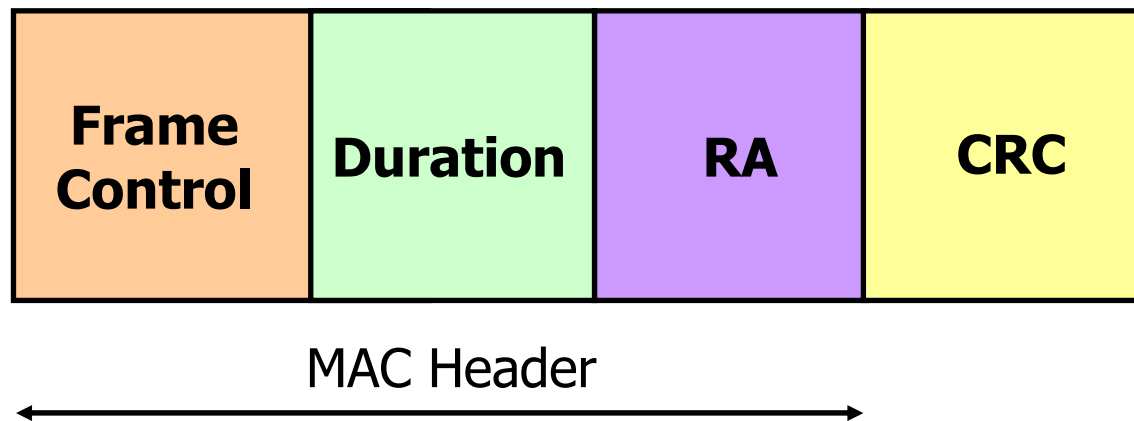 Frame
Control
Duration
RA
CRC
MAC Header